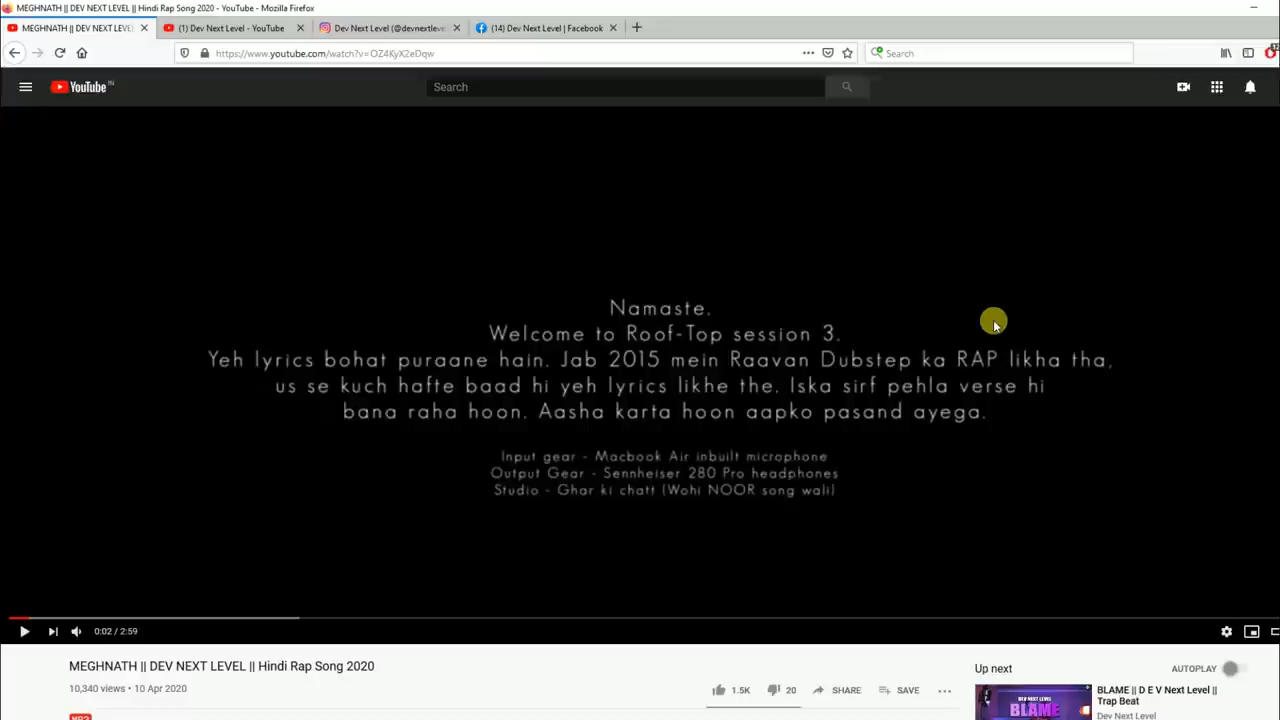 MEGHNATH || DEV NEXT LEVEL || Hindi Rap Song 2020 - YouTube - Mozilla Firefox
MEGHNATH || DEV NEXT LEVEL
(1) Dev Next Level - YouTube
Dev Next Level (@devnextleve
(14) Dev Next Level | Facebook
https://www.youtube.com/watch?v=OZ4KyX2eDqw
Search
YouTube
Search
Namaste.
Welcome to Roof-Top session 3.
Yeh lyrics bohat puraane hain. Jab 2015 mein Raavan Dubstep ka RAP likha tha,
us se kuch hafte baad hi yeh lyrics likhe the. Iska sirf pehla verse hi
bana raha hoon. Aasha karta hoon aapko pasand ayega.
Input gear - Macbook Air inbuilt microphone
Output Gear - Sennheiser 280 Pro headphones
Studio - Ghar ki chatt (Wohi NOOR song wali)
0:02 / 2:59
MEGHNATH || DEV NEXT LEVEL || Hindi Rap Song 2020
10,340 views • 10 Apr 2020
1.5K
20
SHARE
SAVE
Up next
AUTOPLAY
DEV NEXT LEVEL
BLAME
BLAME || D E V Next Level ||
Trap Beat
Dev Next Level